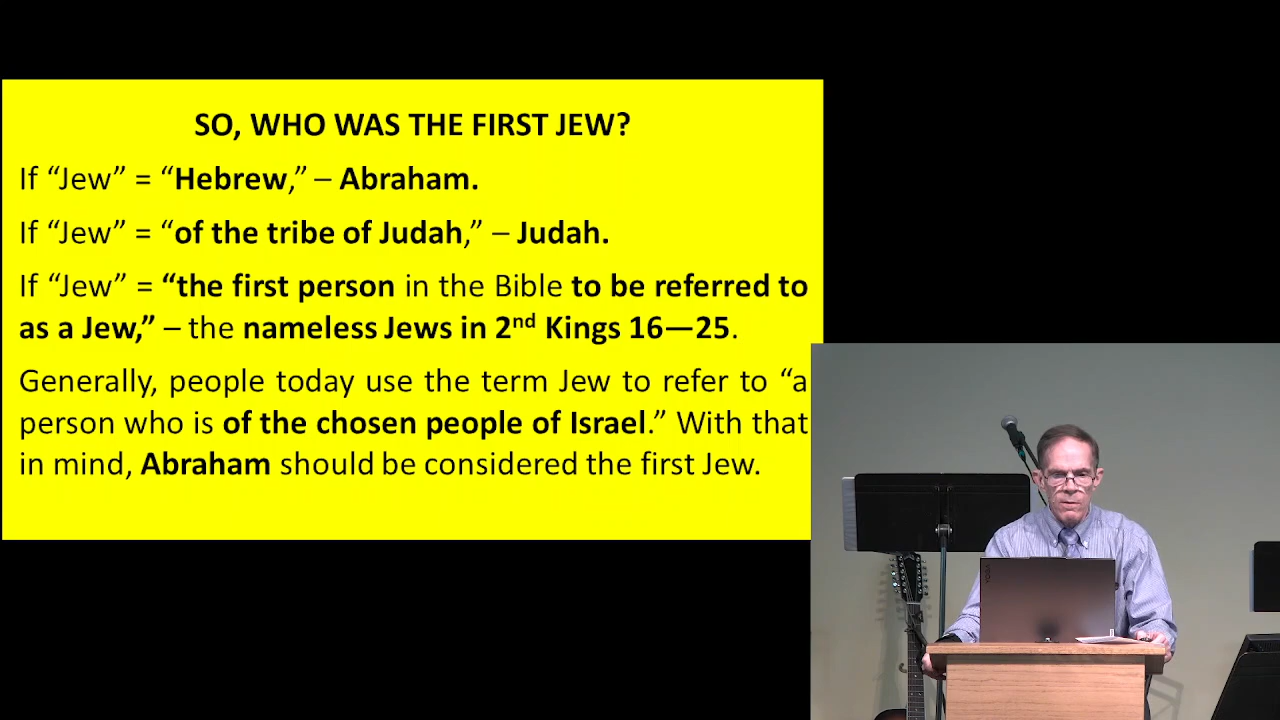 SO, WHO WAS THE FIRST JEW?
If “Jew” = “Hebrew,” – Abraham.
If “Jew” = “of the tribe of Judah,” – Judah.
If “Jew” = “the first person in the Bible to be referred to
as a Jew,” – the nameless Jews in 2nd Kings 16—25.
Generally, people today use the term Jew to refer to “a
person who is of the chosen people of Israel.” With that
in mind, Abraham should be considered the first Jew.
YOGA